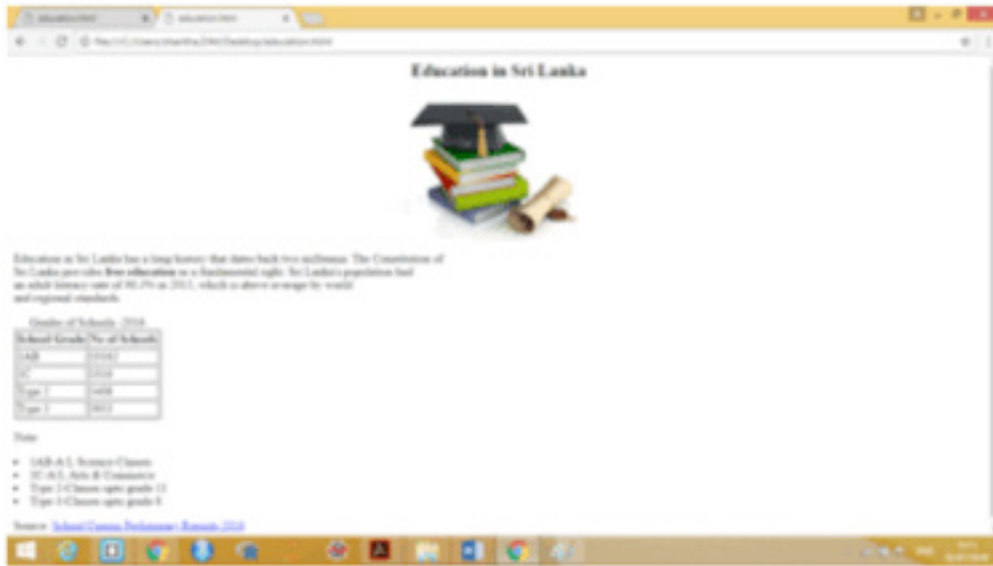 education.html
education.html
Education in Sri Lanka
Education in Sri Lanka has a long history that dates back two millennia. The Constitution of
Sri Lanka provides free education as a fundamental right. Sri Lanka's population had
an adult literacy rate of in 2015, which is above average by world
and regional standards.
Grades of Schools -2016
School Grade No of Schools
1AB
1C
Type 2
Type 3
Note
• 1AB-A/L Science Classes
• 1C-A/L Arts & Commerce
• Type 2-Classes upto grade 11
• Type 3-Classes upto grade 8
Source: School Census Preliminary Reports 2016